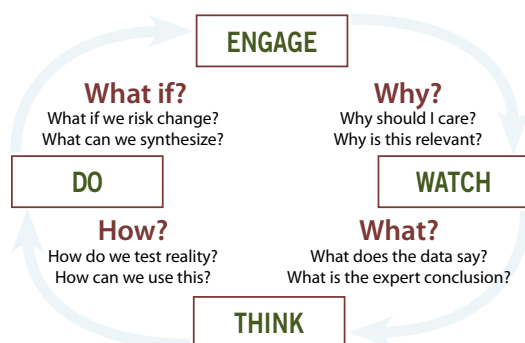 ENGAGE
What if?
What if we risk change?
What can we synthesize?
Why?
Why should I care?
Why is this relevant?
DO
WATCH
How?
How do we test reality?
How can we use this?
What?
What does the data say?
What is the expert conclusion?
THINK